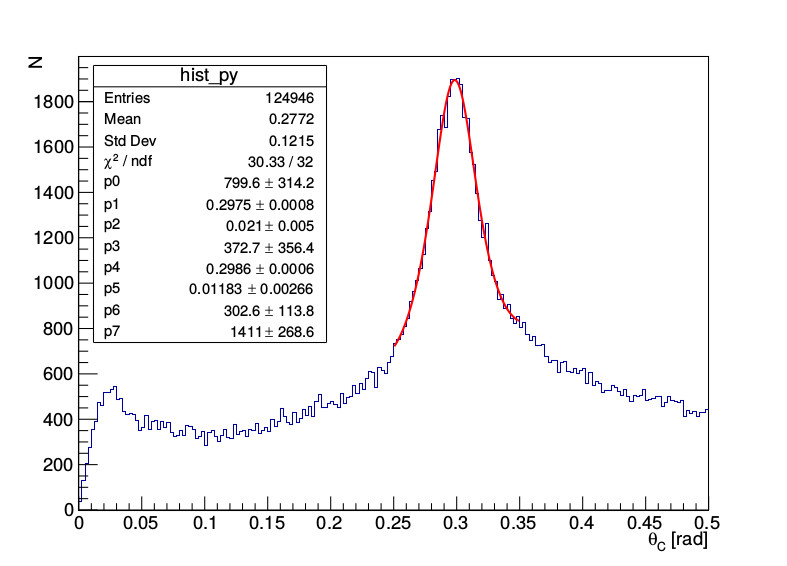 N
hist_py
Entries 124946
Mean 0.2772
Std Dev 0.1215
χ² / ndf 30.33 / 32
p0 799.6 ± 314.2
p1 0.2975 ± 0.0008
p2 0.021 ± 0.005
p3 372.7 ± 356.4
p4 0.2986 ± 0.0006
p5 0.01183 ± 0.00266
p6 302.6 ± 113.8
p7 1411 ± 268.6
1800
1600
1400
1200
1000
800
600
400
200
0
0 0.05 0.1 0.15 0.2 0.25 0.3 0.35 0.4 0.45 0.5
θC [rad]